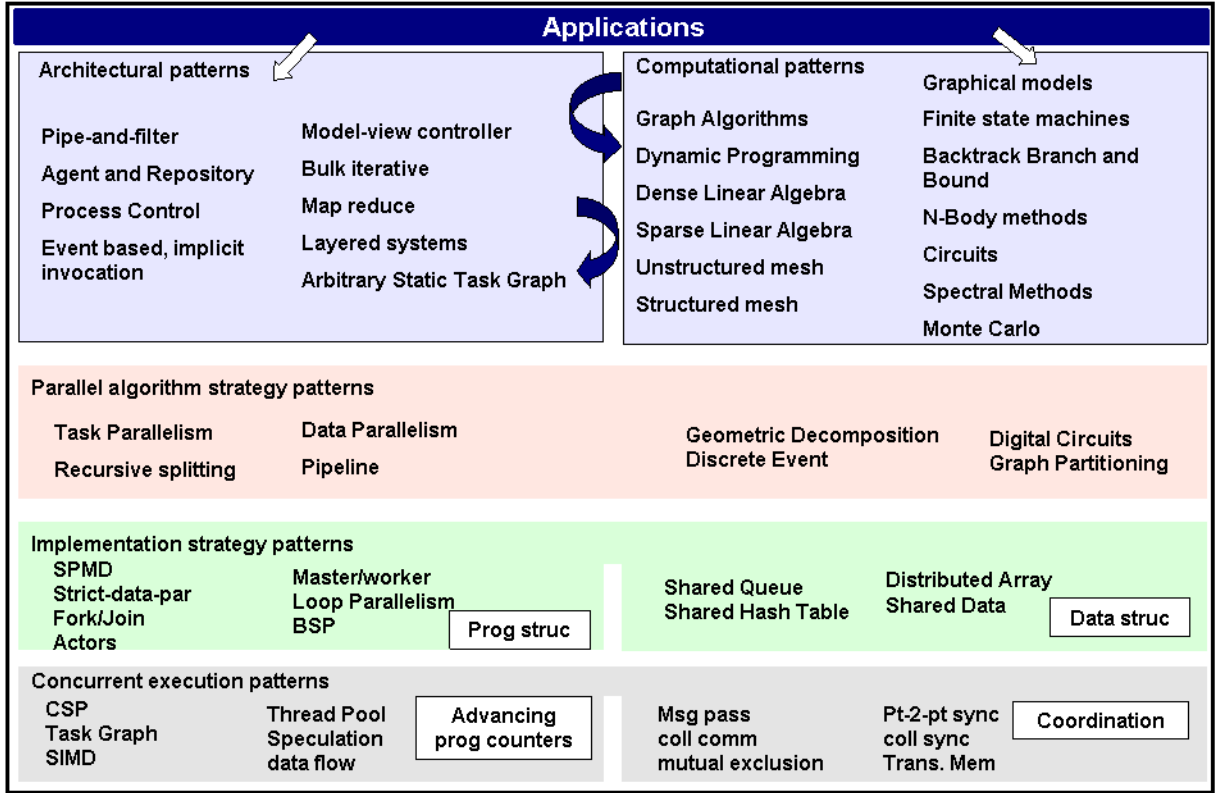 Applications
Architectural patterns
Pipe-and-filter
Agent and Repository
Process Control
Event based, implicit
invocation
Model-view controller
Bulk iterative
Map reduce
Layered systems
Arbitrary Static Task Graph
Computational patterns
Graph Algorithms
Dynamic Programming
Dense Linear Algebra
Sparse Linear Algebra
Unstructured mesh
Structured mesh
Graphical models
Finite state machines
Backtrack Branch and
Bound
N-Body methods
Circuits
Spectral Methods
Monte Carlo
Parallel algorithm strategy patterns
Task Parallelism
Recursive splitting
Data Parallelism
Pipeline
Geometric Decomposition
Discrete Event
Digital Circuits
Graph Partitioning
Implementation strategy patterns
SPMD
Strict-data-par
Fork/Join
Actors
Master/worker
Loop Parallelism
BSP
Prog struc
Shared Queue
Shared Hash Table
Distributed Array
Shared Data
Data struc
Concurrent execution patterns
CSP
Task Graph
SIMD
Thread Pool
Speculation
data flow
Advancing
prog counters
Msg pass
coll comm
mutual exclusion
Pt-2-pt sync
coll sync
Trans. Mem
Coordination